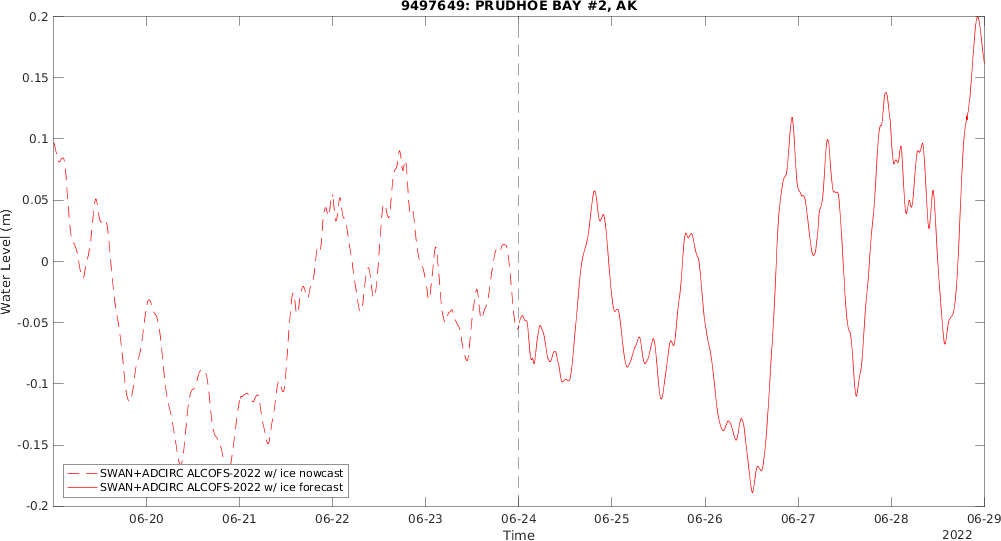 9497649: PRUDHOE BAY #2, AK
0.2
0.15
0.1
0.05
0
-0.05
-0.1
-0.15
-0.2
Water Level (m)
SWAN+ADCIRC ALCOFS-2022 w/ ice nowcast
SWAN+ADCIRC ALCOFS-2022 w/ ice forecast
06-20 06-21 06-22 06-23 06-24 06-25 06-26 06-27 06-28 06-29
Time
2022